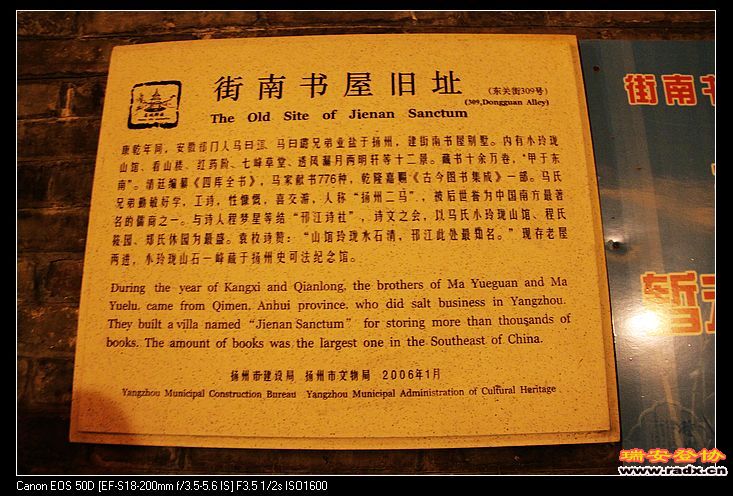 街南书屋旧址
(东关街309号)
The Old Site of Jienan Sanctum
(309,Dongguan Alley)
康乾年间，安徽祁门人马曰琯、马曰璐兄弟业盐于扬州，建街南书屋别墅。内有小玲珑
山馆、看山楼、红药阶、七峰草堂、透风漏月两明轩等十二景。藏书十余万卷，“甲于东
南”。清廷编纂《四库全书》，马家献书776种，乾隆嘉赐《古今图书集成》一部。马氏
兄弟勤敏好学，工诗，性慷慨，喜交游，人称“扬州二马”，被后世誉为中国南方最著
名的儒商之一。与诗人程梦星等结“邗江诗社”，诗文之会，以马氏小玲珑山馆、程氏
筱园、郑氏休园为最盛。袁枚诗赞：“山馆玲珑水石清，邗江此处最知名。”现存老屋
两进，小玲珑山石一峰藏于扬州史可法纪念馆。
During the year of Kangxi and Qianlong, the brothers of Ma Yueguan and Ma
Yuelu, came from Qimen, Anhui province, who did salt business in Yangzhou.
They built a villa named “Jienan Sanctum” for storing more than thousands of
books. The amount of books was the largest one in the Southeast of China.
扬州市建设局 扬州市文物局 2006年1月
Yangzhou Municipal Construction Bureau Yangzhou Municipal Administration of Cultural Heritage
街南书
暂
瑞安登协
www.radx.cn
Canon EOS 50D [EF-S18-200mm f/3.5-5.6 IS] F3.5 1/2s ISO1600